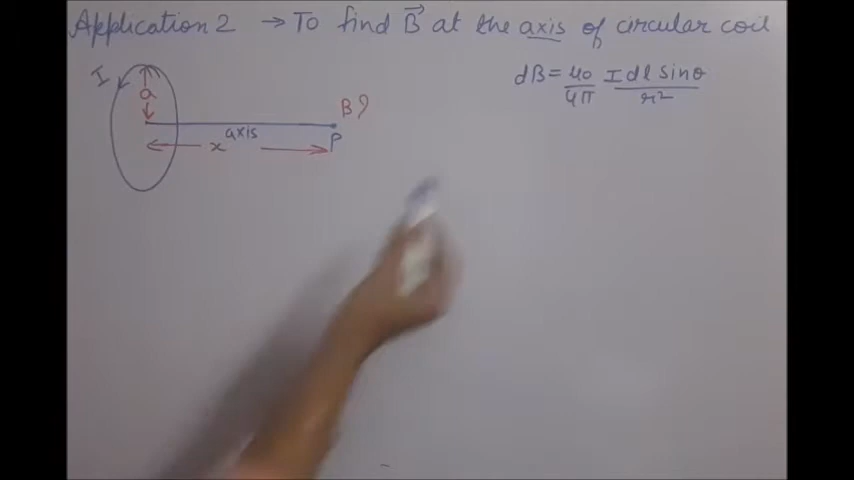 Application 2 → To find B⃗ at the axis of circular coil
I
a
B?
axis
x
P
dB = μ0/4π I dl sinθ/r²